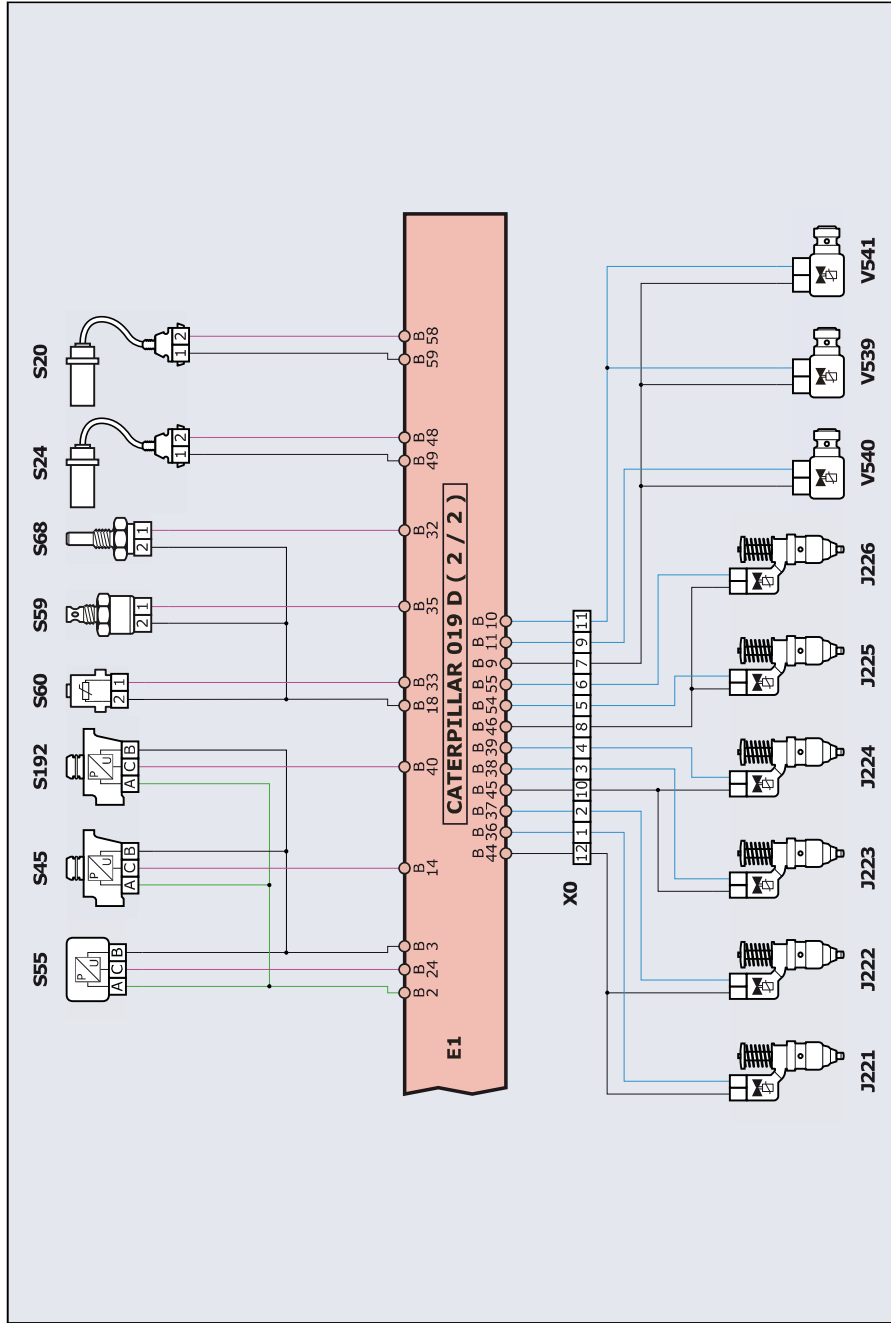 S55 S45 S192 S60 S59 S68 S24 S20
P U P U P U
A C B A C B A C B 2 1 2 1 2 1 1 2 1 2
B B B B B B B B B B B B B
2 24 3 14 40 18 33 35 32 49 48 59 58
E1 CATERPILLAR 019 D ( 2 / 2 )
B B B B B B B B B B B B
44 36 37 45 38 39 46 54 55 9 11 10
X0 12 1 2 10 3 4 8 5 6 7 9 11
J221 J222 J223 J224 J225 J226 V540 V539 V541